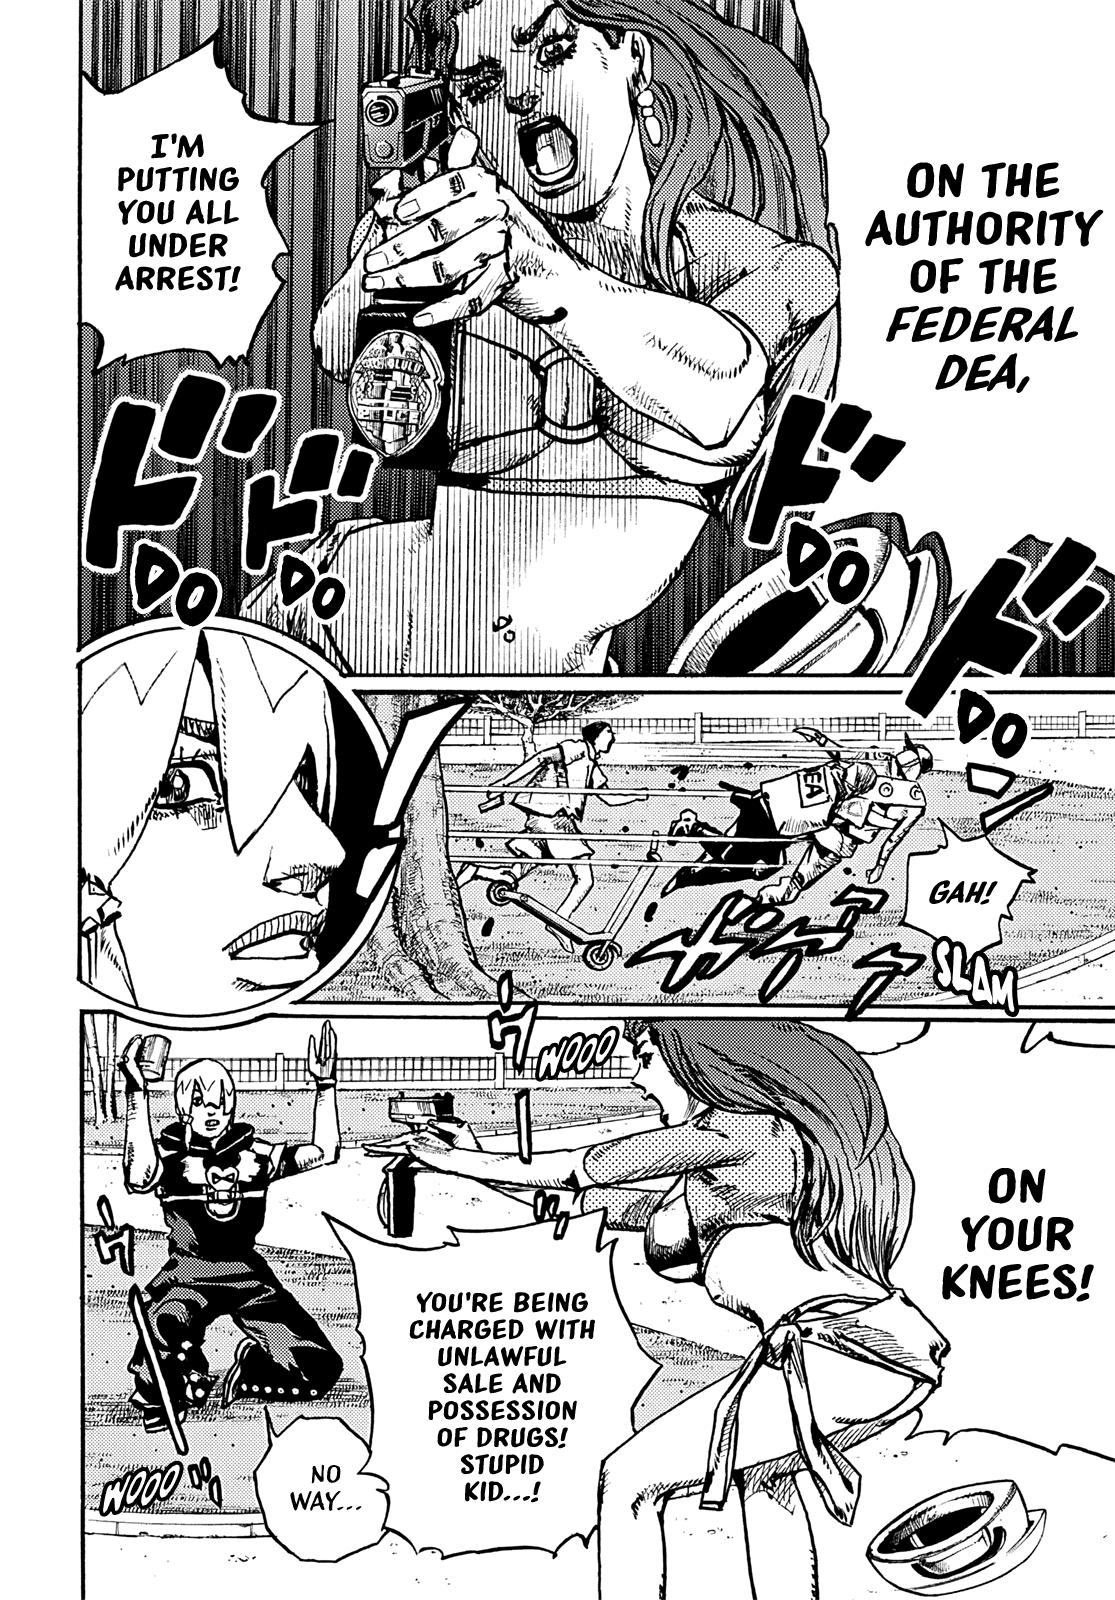 ON THE
AUTHORITY
OF THE
FEDERAL
DEA,
I'M
PUTTING
YOU ALL
UNDER
ARREST!
ド
DO
ド
DO
ド
DO
ド
DO
EA
GAH!
SLAM
ON
YOUR
KNEES!
ウ
WOOO
YOU'RE BEING
CHARGED WITH
UNLAWFUL
SALE AND
POSSESSION
OF DRUGS!
STUPID
KID...!
NO
WAY...
WOOO